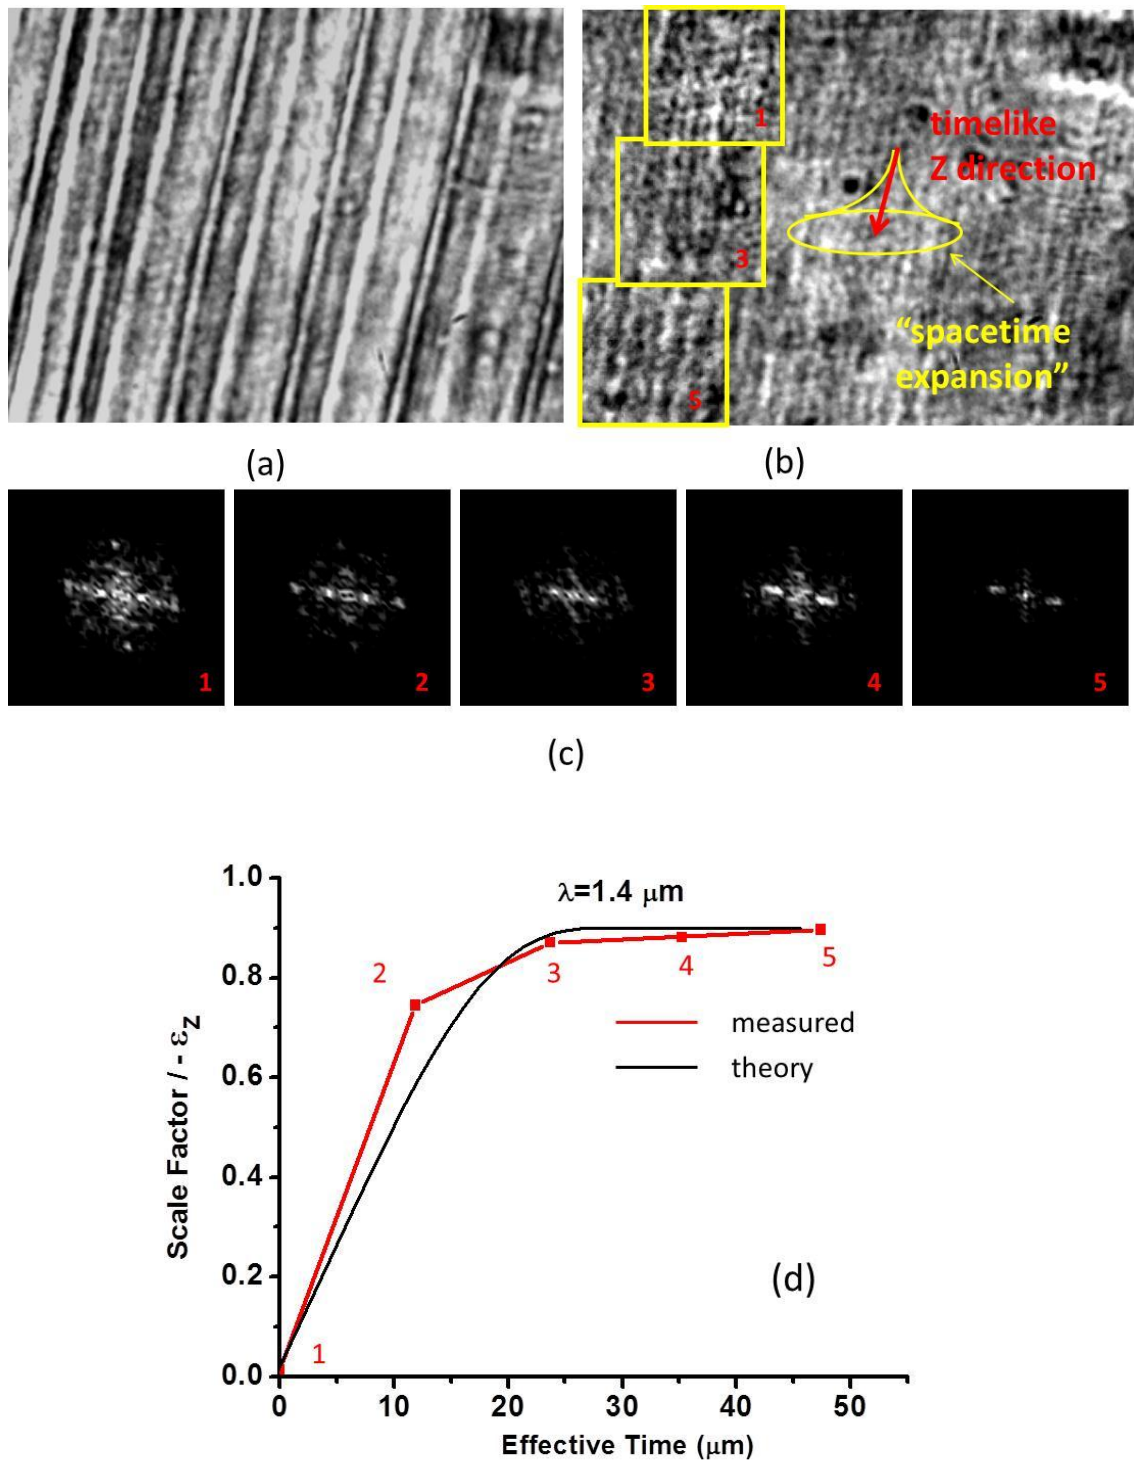 1
3
5
timelike
Z direction
“spacetime
expansion”
(a)
(b)
1
2
3
4
5
(c)
1.0
0.8
0.6
0.4
0.2
0.0
Scale Factor / - εz
λ=1.4 μm
1
2
3
4
5
measured
theory
(d)
0
10
20
30
40
50
Effective Time (μm)